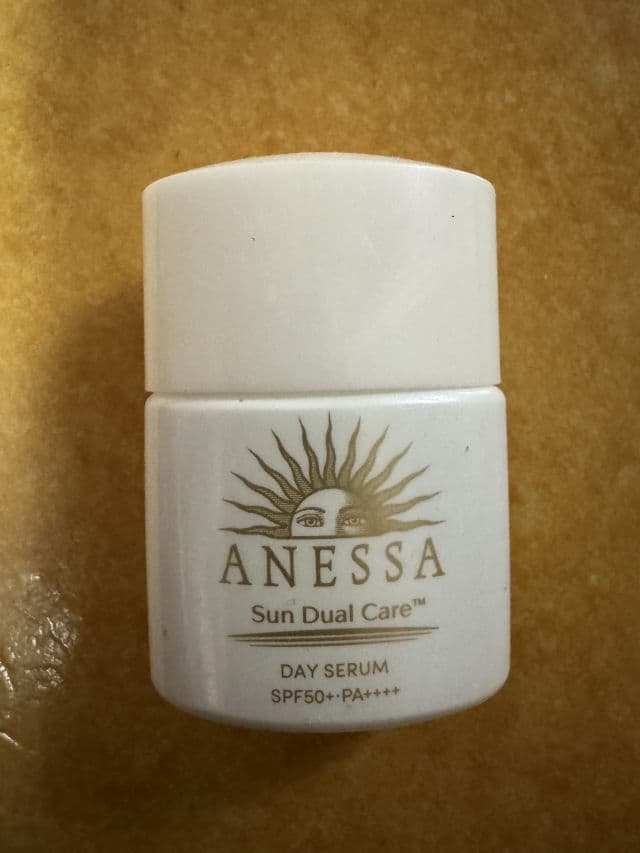 ANESSA
Sun Dual Care™
DAY SERUM
SPF50+·PA++++